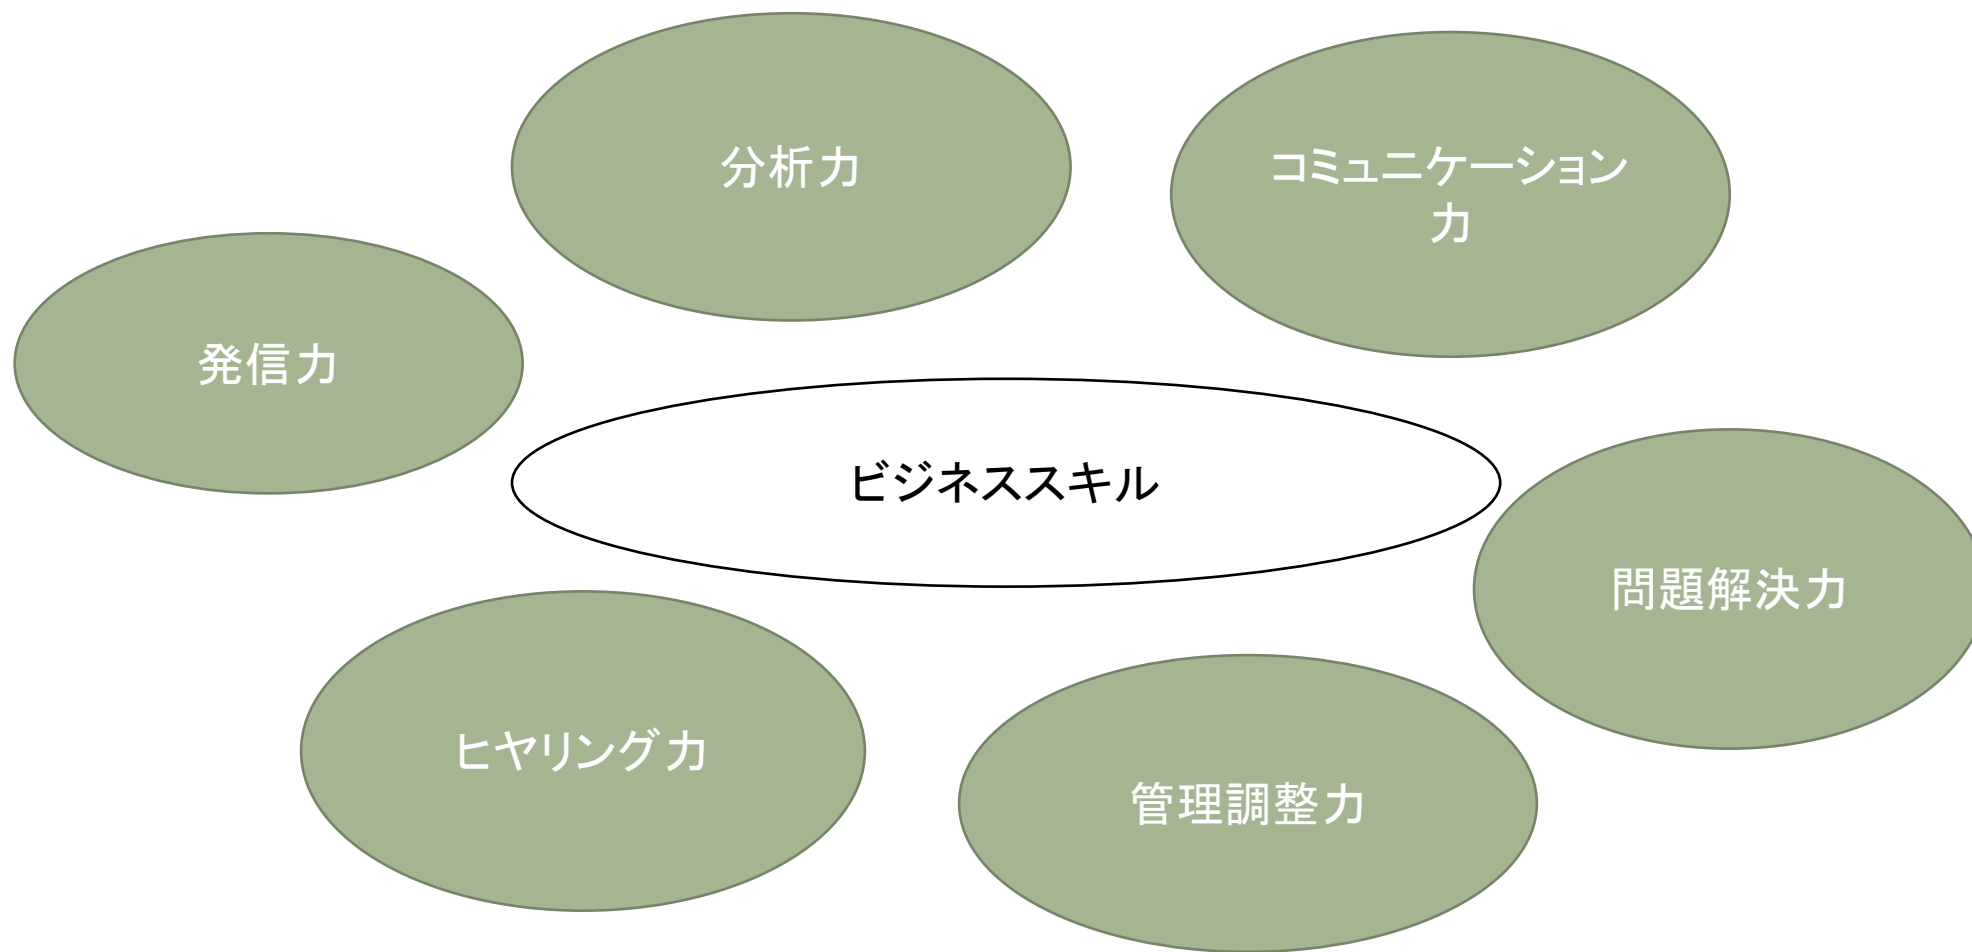 分析力
コミュニケーション
力
発信力
ビジネススキル
問題解決力
ヒヤリング力
管理調整力